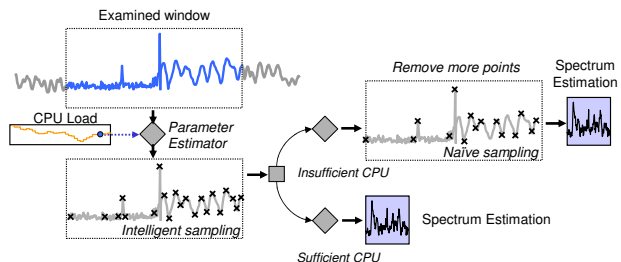 Examined window
Remove more points
Spectrum
Estimation
CPU Load
Parameter
Estimator
Naïve sampling
Insufficient CPU
Intelligent sampling
Spectrum Estimation
Sufficient CPU